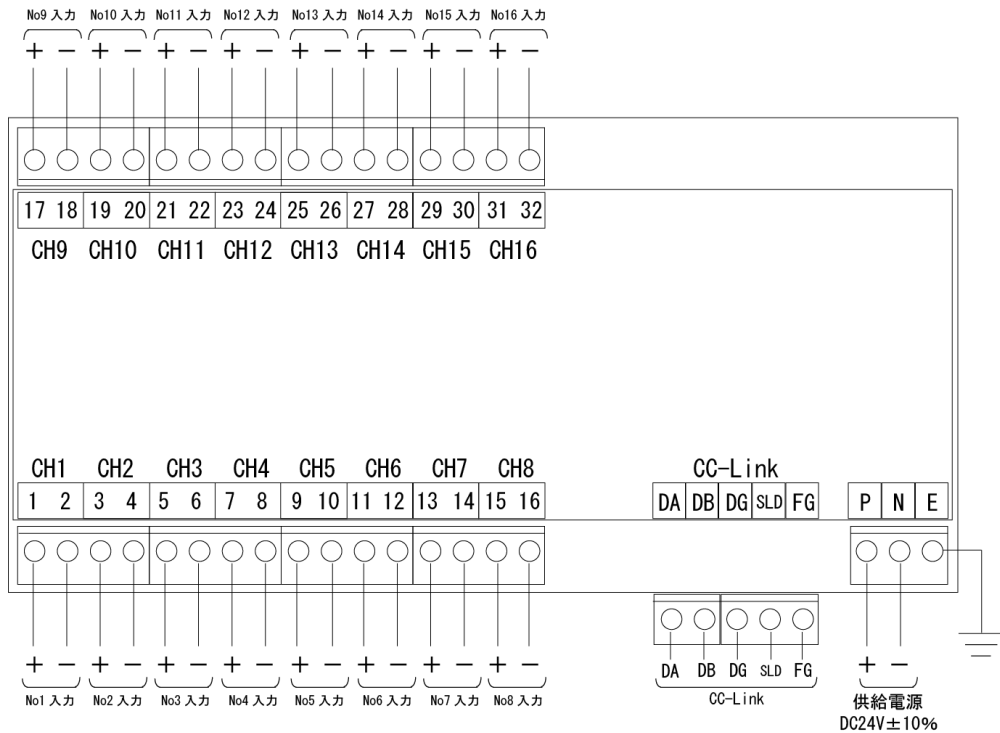 No9 入力 No10 入力 No11 入力 No12 入力 No13 入力 No14 入力 No15 入力 No16 入力
+ − + − + − + − + − + − + − + −
17 18 19 20 21 22 23 24 25 26 27 28 29 30 31 32
CH9 CH10 CH11 CH12 CH13 CH14 CH15 CH16
CH1 CH2 CH3 CH4 CH5 CH6 CH7 CH8 CC-Link
1 2 3 4 5 6 7 8 9 10 11 12 13 14 15 16 DA DB DG SLD FG P N E
+ − + − + − + − + − + − + − + − DA DB DG SLD FG + −
No1 入力 No2 入力 No3 入力 No4 入力 No5 入力 No6 入力 No7 入力 No8 入力 CC-Link 供給電源
DC24V±10%